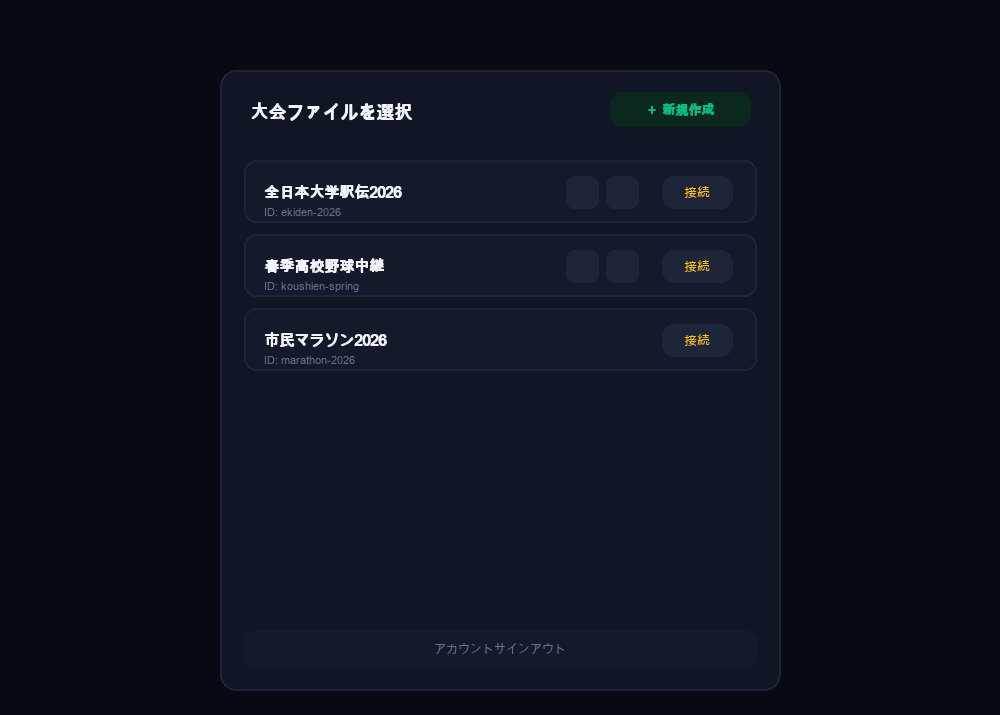 大会ファイルを選択
+ 新規作成
全日本大学駅伝2026
ID: ekiden-2026
接続
春季高校野球中継
ID: koushien-spring
接続
市民マラソン2026
ID: marathon-2026
接続
アカウントサインアウト